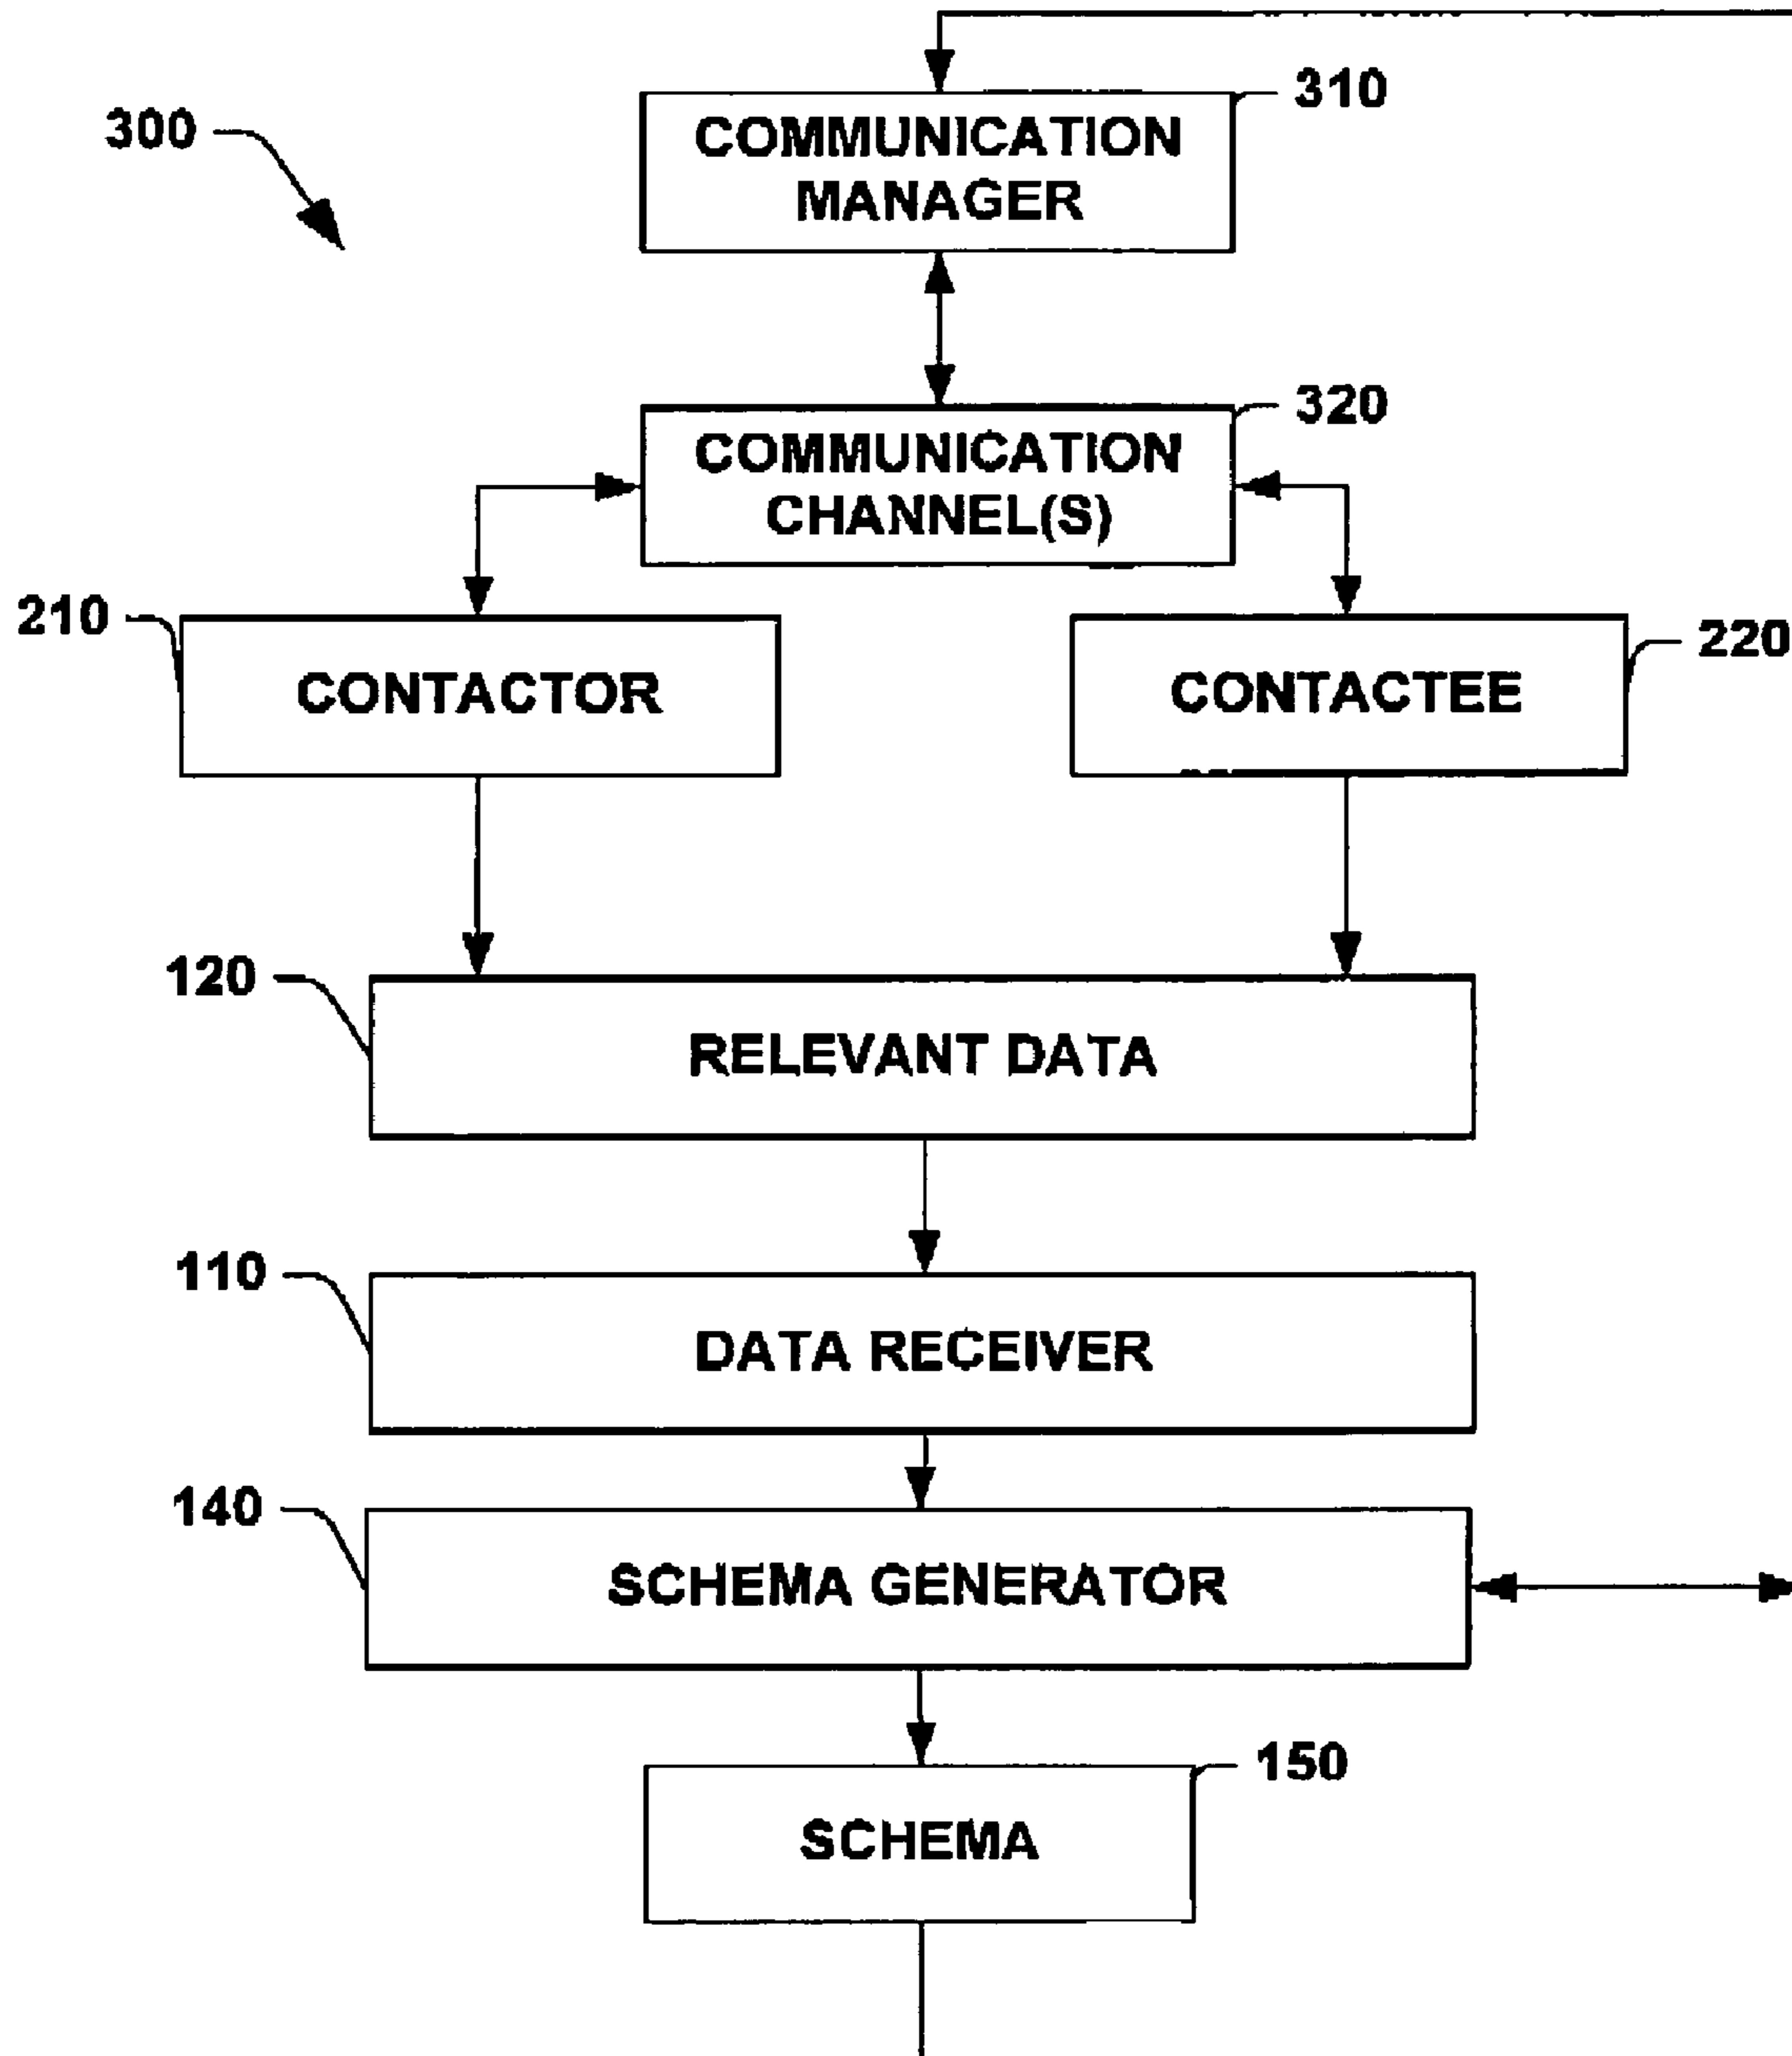 310
300
COMMUNICATION
MANAGER
320
COMMUNICATION
CHANNEL(S)
210
220
CONTACTOR
CONTACTEE
120
RELEVANT DATA
110
DATA RECEIVER
140
SCHEMA GENERATOR
150
SCHEMA